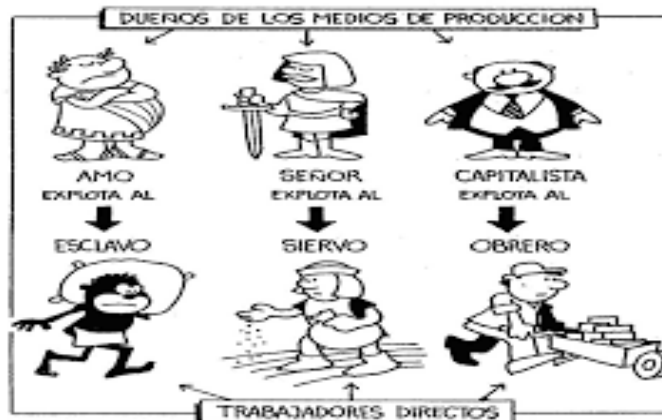 DUEÑOS DE LOS MEDIOS DE PRODUCCION
AMO
EXPLOTA AL
SEÑOR
EXPLOTA AL
CAPITALISTA
EXPLOTA AL
ESCLAVO
SIERVO
OBRERO
TRABAJADORES DIRECTOS